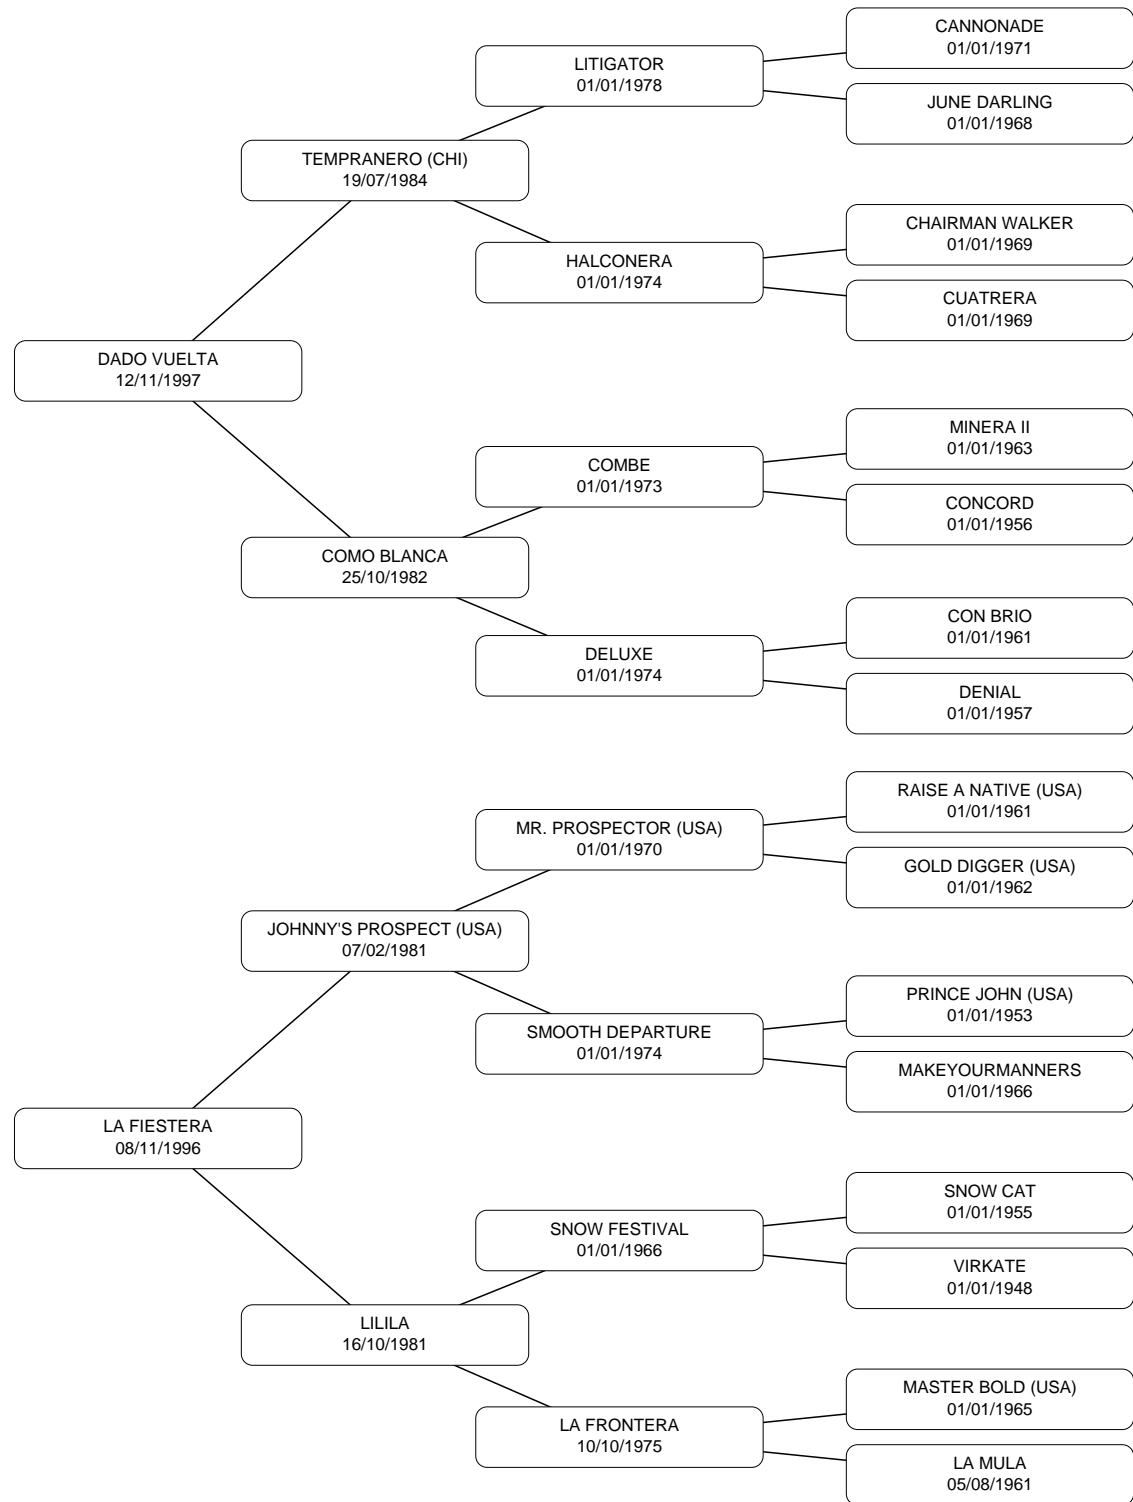 CANNONADE
01/01/1971
LITIGATOR
01/01/1978
JUNE DARLING
01/01/1968
TEMPRANERO (CHI)
19/07/1984
CHAIRMAN WALKER
01/01/1969
HALCONERA
01/01/1974
CUATRERA
01/01/1969
DADO VUELTA
12/11/1997
MINERA II
01/01/1963
COMBE
01/01/1973
CONCORD
01/01/1956
COMO BLANCA
25/10/1982
CON BRIO
01/01/1961
DELUXE
01/01/1974
DENIAL
01/01/1957
RAISE A NATIVE (USA)
01/01/1961
MR. PROSPECTOR (USA)
01/01/1970
GOLD DIGGER (USA)
01/01/1962
JOHNNY'S PROSPECT (USA)
07/02/1981
PRINCE JOHN (USA)
01/01/1953
SMOOTH DEPARTURE
01/01/1974
MAKEYOURMANNERS
01/01/1966
LA FIESTERA
08/11/1996
SNOW CAT
01/01/1955
SNOW FESTIVAL
01/01/1966
VIRKATE
01/01/1948
LILILA
16/10/1981
MASTER BOLD (USA)
01/01/1965
LA FRONTERA
10/10/1975
LA MULA
05/08/1961